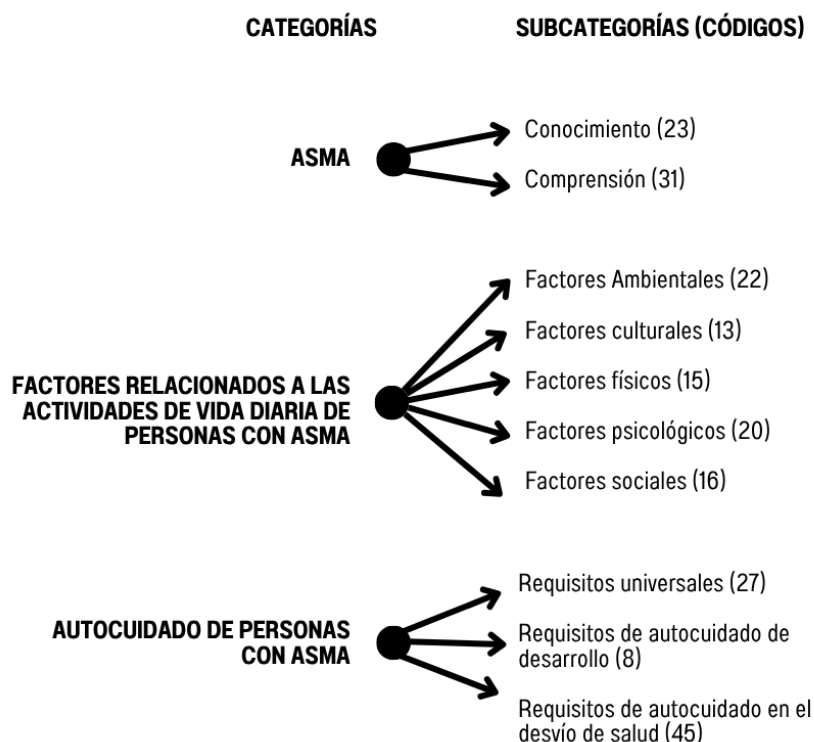 CATEGORÍAS
SUBCATEGORÍAS (CÓDIGOS)
ASMA
Conocimiento (23)
Comprensión (31)
FACTORES RELACIONADOS A LAS
ACTIVIDADES DE VIDA DIARIA DE
PERSONAS CON ASMA
Factores Ambientales (22)
Factores culturales (13)
Factores físicos (15)
Factores psicológicos (20)
Factores sociales (16)
AUTOCUIDADO DE PERSONAS
CON ASMA
Requisitos universales (27)
Requisitos de autocuidado de
desarrollo (8)
Requisitos de autocuidado en el
desvío de salud (45)